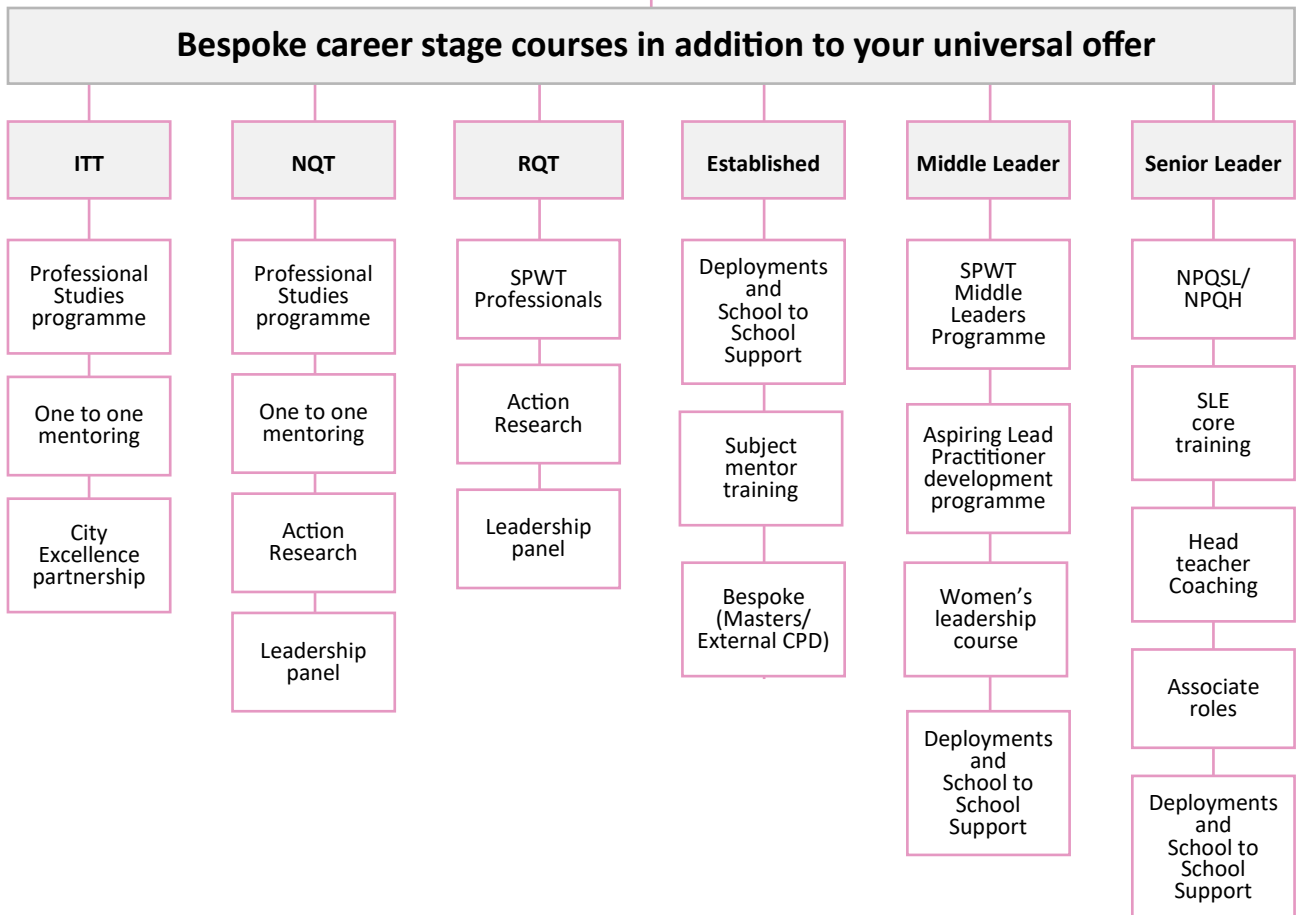 Bespoke career stage courses in addition to your universal offer
ITT
Professional
Studies
programme
One to one
mentoring
City
Excellence
partnership
NQT
Professional
Studies
programme
One to one
mentoring
Action
Research
Leadership
panel
RQT
SPWT
Professionals
Action
Research
Leadership
panel
Established
Deployments
and
School to
School
Support
Subject
mentor
training
Bespoke
(Masters/
External CPD)
Middle Leader
SPWT
Middle
Leaders
Programme
Aspiring Lead
Practitioner
development
programme
Women’s
leadership
course
Deployments
and
School to
School
Support
Senior Leader
NPQSL/
NPQH
SLE
core
training
Head
teacher
Coaching
Associate
roles
Deployments
and
School to
School
Support